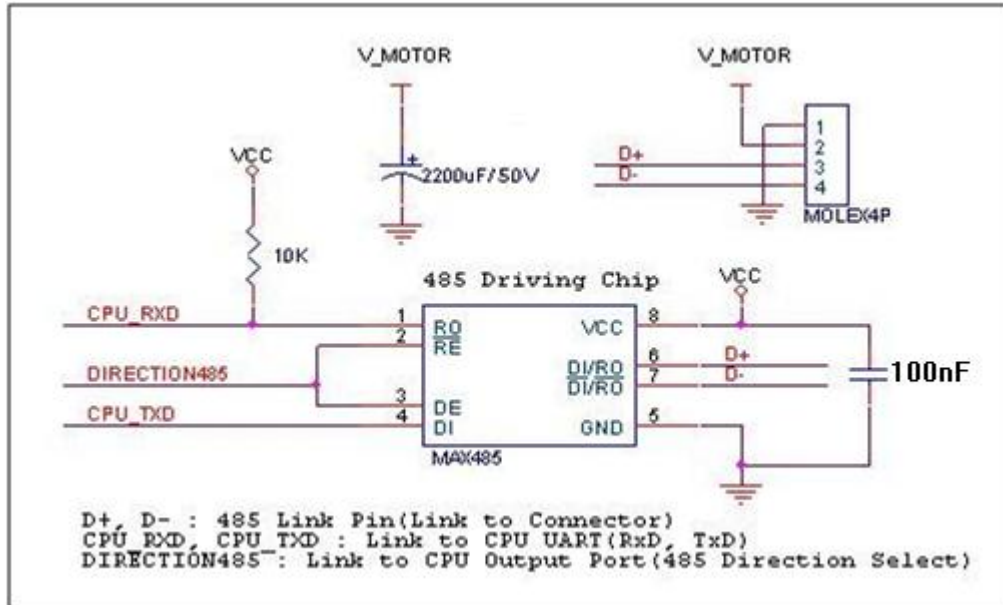 V_MOTOR
V_MOTOR
1
2
D+
3
D-
4
MOLEX4P
VCC
2200uF/50V
10K
485 Driving Chip
VCC
CPU_RXD
1
RO
VCC
8
2
RE
DIRECTION485
DI/RO
6
D+
DI/RO
7
D-
100nF
3
DE
CPU_TXD
4
DI
GND
5
MAX485
D+, D- : 485 Link Pin(Link to Connector)
CPU_RXD, CPU_TXD : Link to CPU UART(RxD, TxD)
DIRECTION485 : Link to CPU Output Port(485 Direction Select)